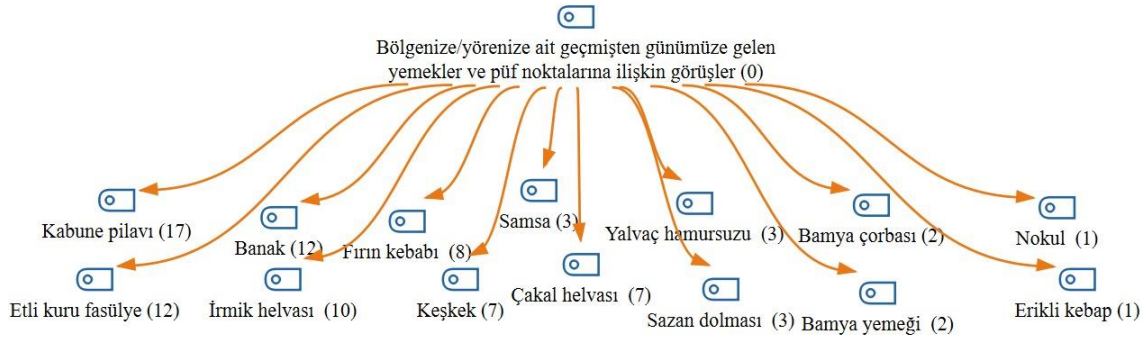 Bölgenize/yörenize ait geçmişten günümüze gelen
yemekler ve püf noktalarına ilişkin görüşler (0)
Kabune pilavı (17)
Banak (12)
Fırın kebabı (8)
Samsa (3)
Yalvaç hamursuzu (3)
Bamya çorbası (2)
Nokul (1)
Etli kuru fasülye (12)
İrmik helvası (10)
Keşkek (7)
Çakal helvası (7)
Sazan dolması (3)
Bamya yemeği (2)
Erikli kebap (1)